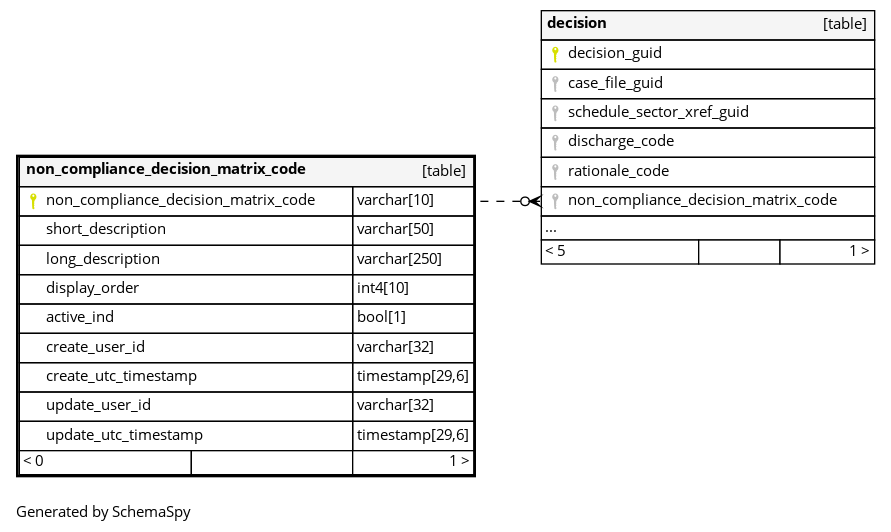 decision [table]
decision_guid
case_file_guid
schedule_sector_xref_guid
discharge_code
rationale_code
non_compliance_decision_matrix_code
...
< 5 1 >
non_compliance_decision_matrix_code [table]
non_compliance_decision_matrix_code varchar[10]
short_description varchar[50]
long_description varchar[250]
display_order int4[10]
active_ind bool[1]
create_user_id varchar[32]
create_utc_timestamp timestamp[29,6]
update_user_id varchar[32]
update_utc_timestamp timestamp[29,6]
< 0 1 >
Generated by SchemaSpy